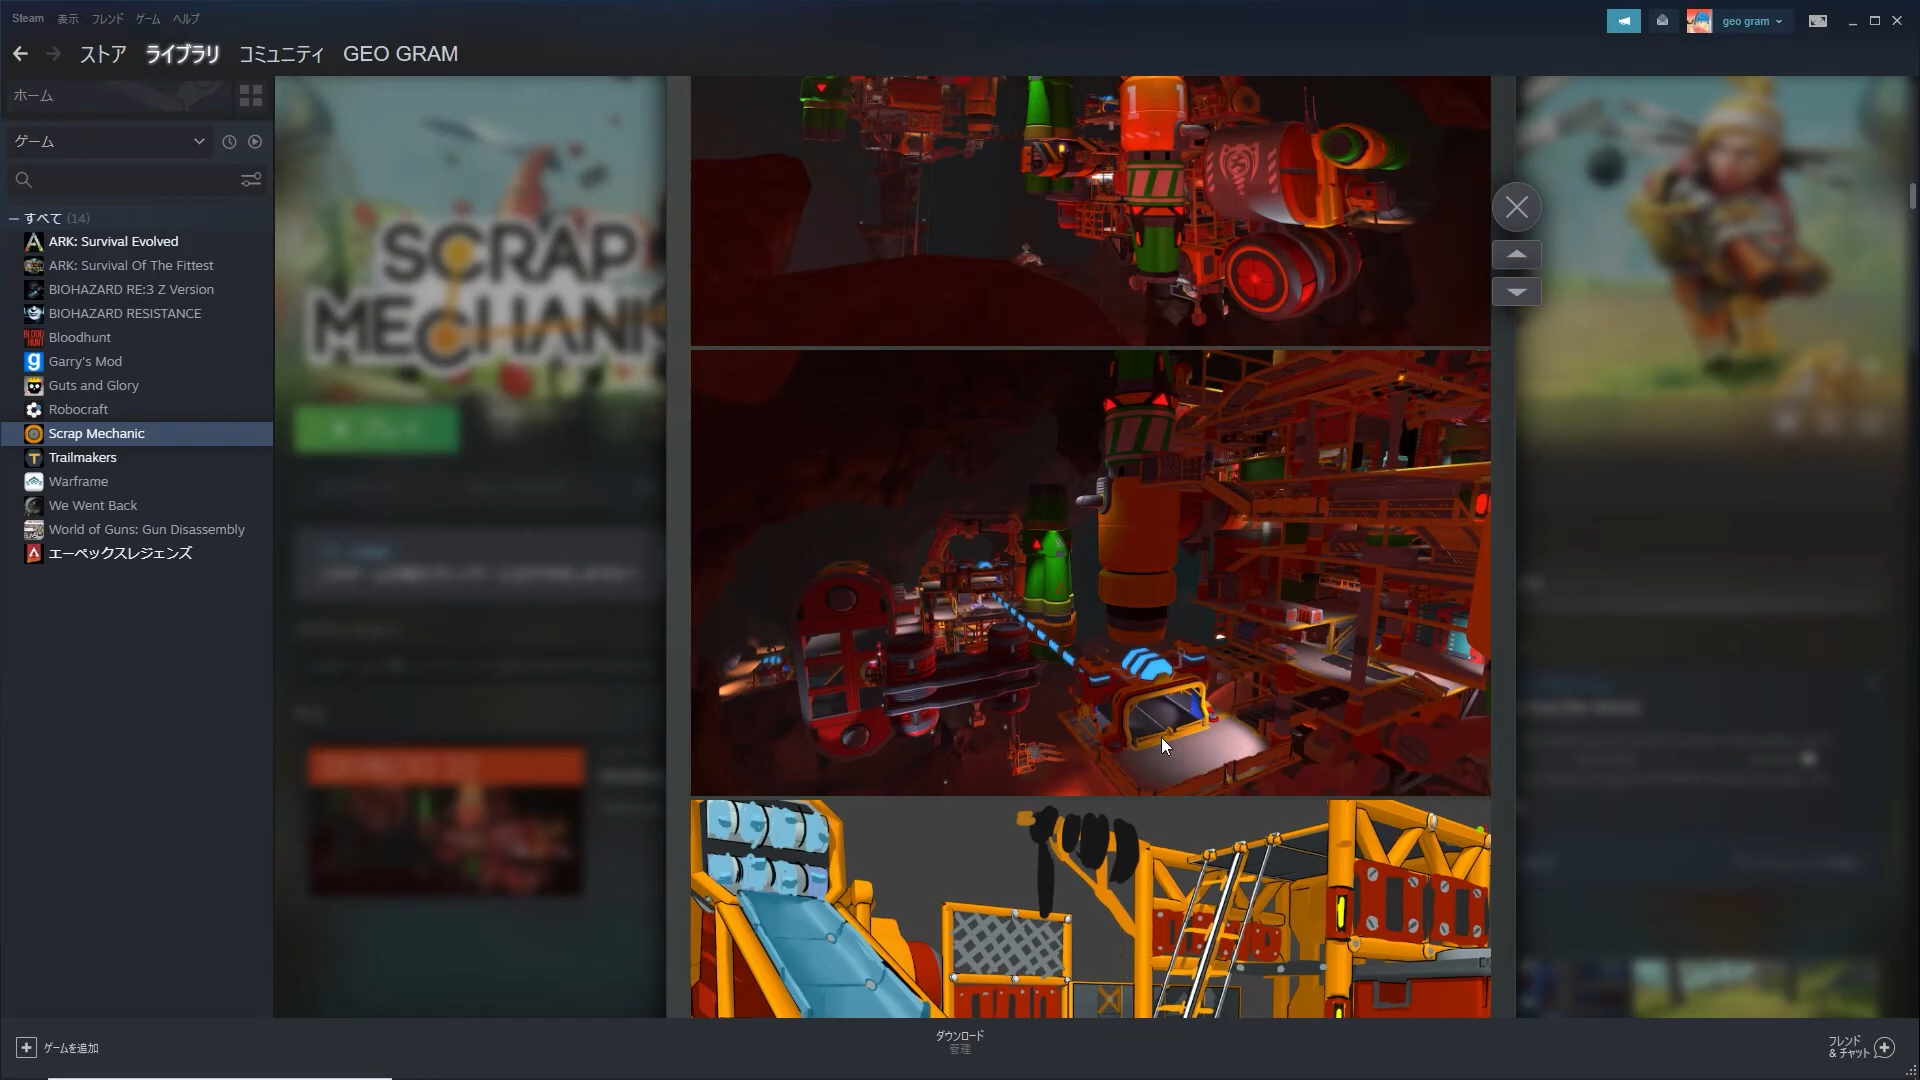 Steam 表示 フレンド ゲーム ヘルプ
geo gram
ストア ライブラリ コミュニティ GEO GRAM
ホーム
ゲーム
すべて (14)
ARK: Survival Evolved
ARK: Survival Of The Fittest
BIOHAZARD RE:3 Z Version
BIOHAZARD RESISTANCE
Bloodhunt
Garry's Mod
Guts and Glory
Robocraft
Scrap Mechanic
Trailmakers
Warframe
We Went Back
World of Guns: Gun Disassembly
エーペックスレジェンズ
SCRAP
MECHANIC
プレイ
ゲームを追加
ダウンロード
管理
フレンド
& チャット